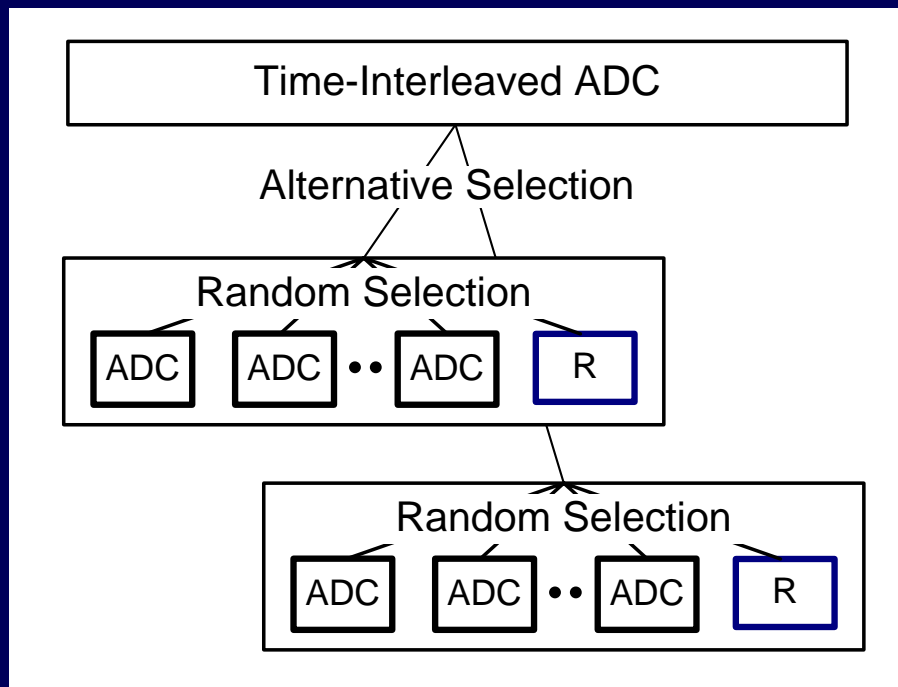 Time-Interleaved ADC
Alternative Selection
Random Selection
ADC ADC •• ADC R
Random Selection
ADC ADC •• ADC R